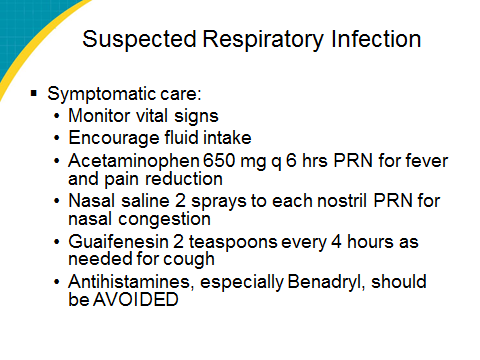 Suspected Respiratory Infection
▪ Symptomatic care:
• Monitor vital signs
• Encourage fluid intake
• Acetaminophen 650 mg q 6 hrs PRN for fever
and pain reduction
• Nasal saline 2 sprays to each nostril PRN for
nasal congestion
• Guaifenesin 2 teaspoons every 4 hours as
needed for cough
• Antihistamines, especially Benadryl, should
be AVOIDED